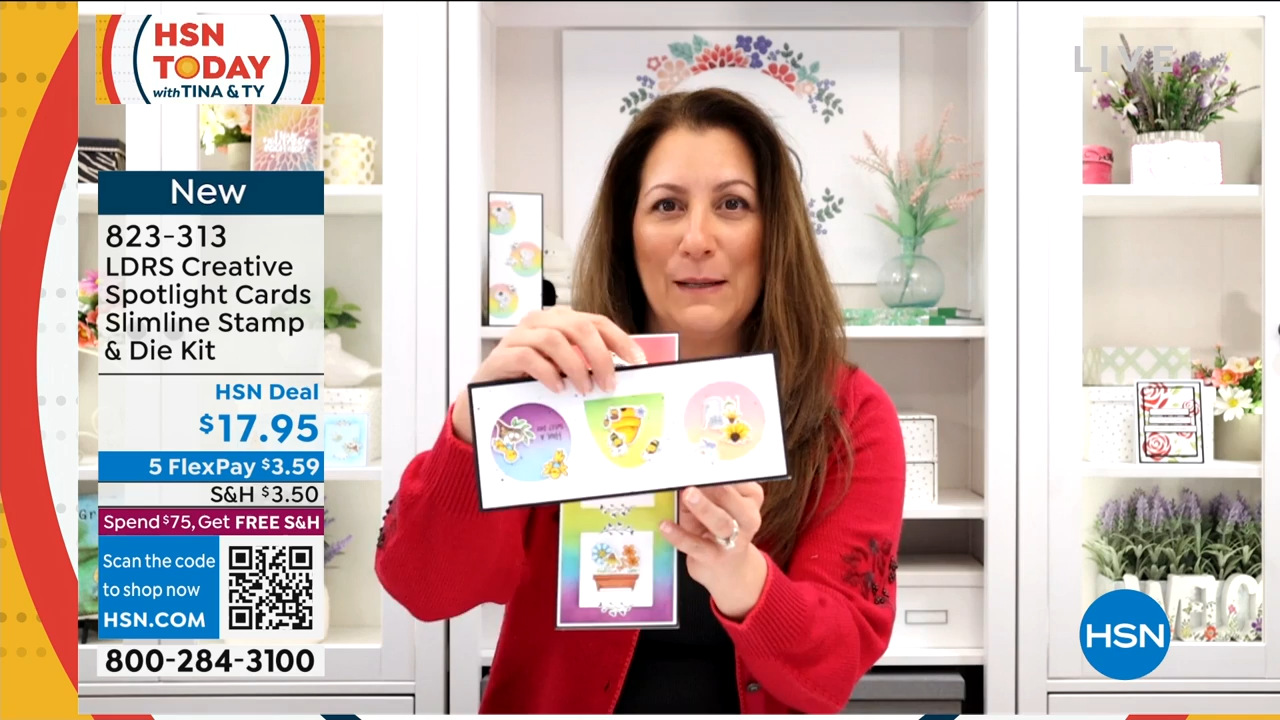 HSN
TODAY
with TINA & TY
New
823-313
LDRS Creative
Spotlight Cards
Slimline Stamp
& Die Kit
HSN Deal
$17.95
5 FlexPay $3.59
S&H $3.50
Spend $75, Get FREE S&H
Scan the code
to shop now
HSN.COM
800-284-3100
LIVE
HSN